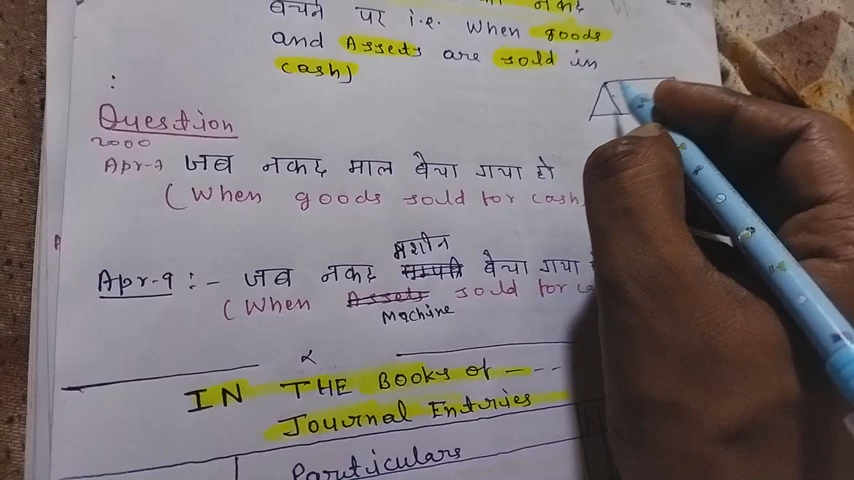 नकद
बेचने पर i.e. When goods
and Assets are sold in
Cash)
:
Question
2000
Apr-7 जब नकद माल बेचा गया हो
(When goods sold for cash
मशीन
Apr-9 :- जब नकद सम्पत्ती बेचा गया
(When Assets sold for ca
Machine
IN THE Books of - - - -
Journal Entries
Particulars